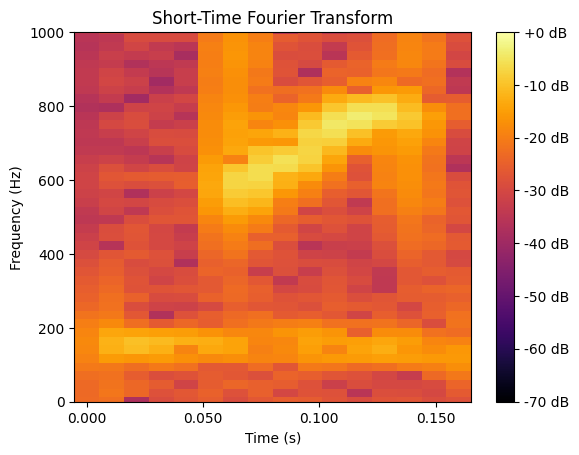 Short-Time Fourier Transform
Frequency (Hz)
1000
800
600
400
200
0
0.000
0.050
0.100
0.150
Time (s)
+0 dB
-10 dB
-20 dB
-30 dB
-40 dB
-50 dB
-60 dB
-70 dB